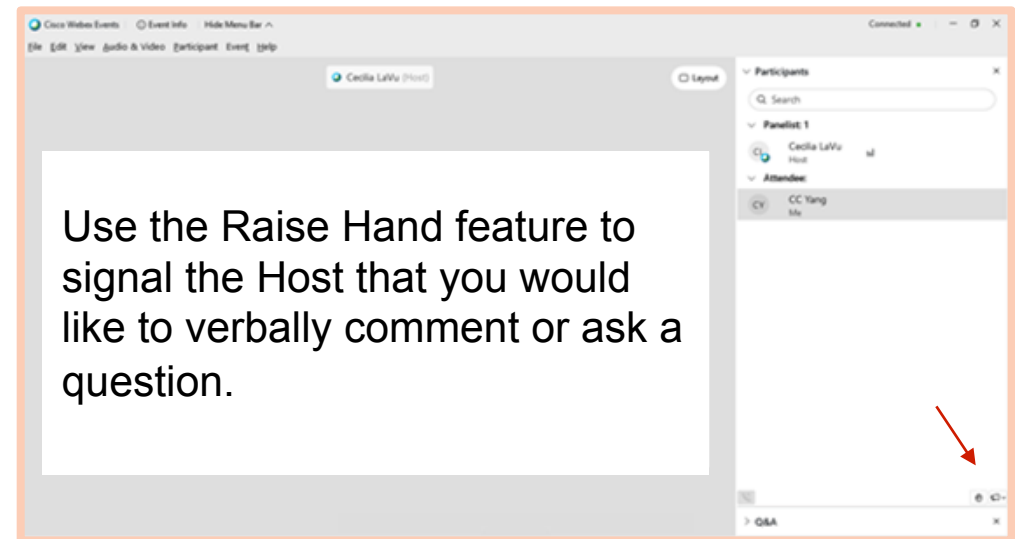 Cisco Webex Events Event Info Hide Menu Bar Connected
File Edit View Audio & Video Participant Event Help
Cecilia LaVu (Host)
Layout
Participants
Search
Panelist: 1
CL
Cecilia LaVu
Host
Attendee:
CY
CC Yang
Me
Use the Raise Hand feature to
signal the Host that you would
like to verbally comment or ask a
question.
Q&A